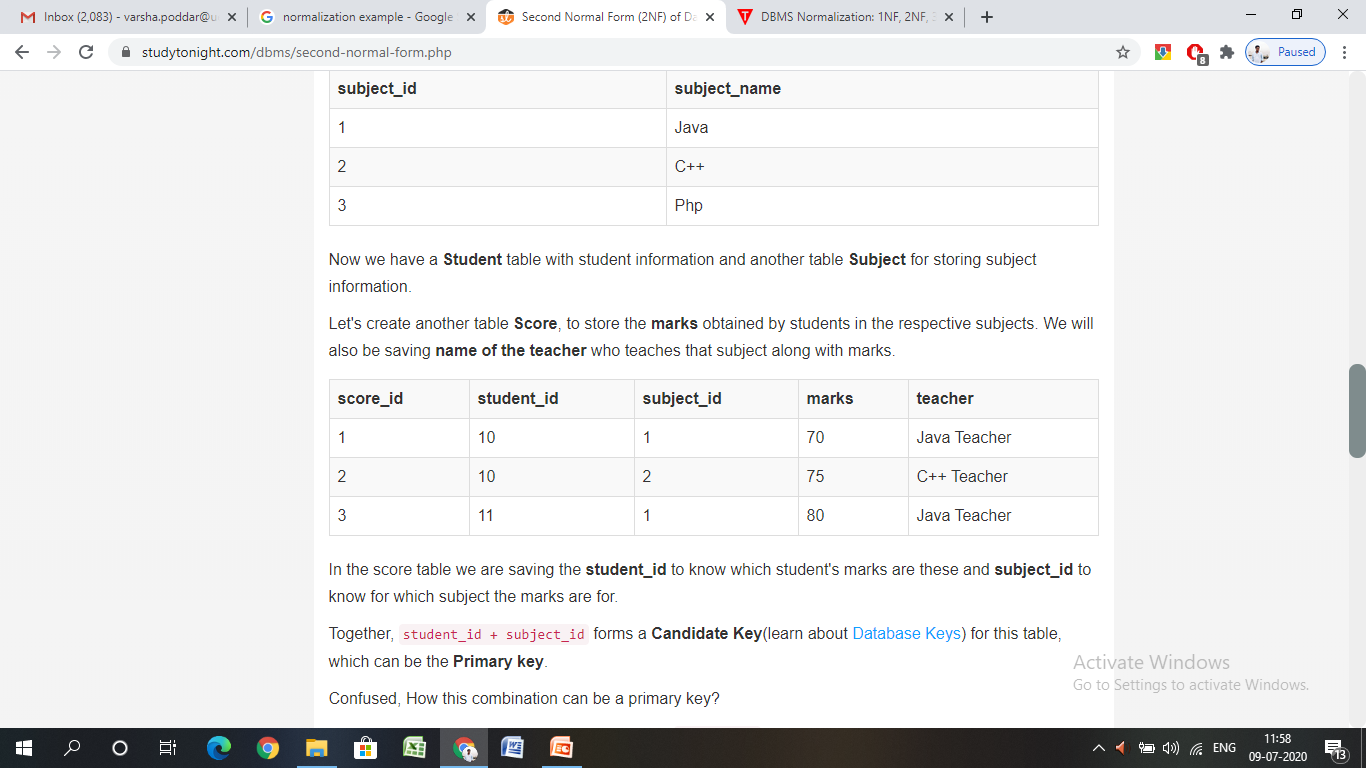 Inbox (2,083) - varsha.poddar@u
normalization example - Google
Second Normal Form (2NF) of Da
DBMS Normalization: 1NF, 2NF, 3
studytonight.com/dbms/second-normal-form.php
8
Paused
subject_id subject_name
1 Java
2 C++
3 Php
Now we have a Student table with student information and another table Subject for storing subject
information.
Let's create another table Score, to store the marks obtained by students in the respective subjects. We will
also be saving name of the teacher who teaches that subject along with marks.
score_id student_id subject_id marks teacher
1 10 1 70 Java Teacher
2 10 2 75 C++ Teacher
3 11 1 80 Java Teacher
In the score table we are saving the student_id to know which student's marks are these and subject_id to
know for which subject the marks are for.
Together, student_id + subject_id forms a Candidate Key(learn about Database Keys) for this table,
which can be the Primary key.
Confused, How this combination can be a primary key?
Activate Windows
Go to Settings to activate Windows.
ENG
11:58
09-07-2020
13